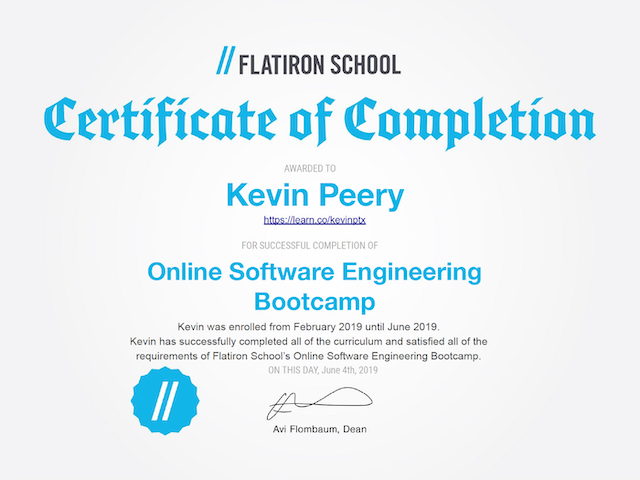 // FLATIRON SCHOOL
Certificate of Completion
AWARDED TO
Kevin Peery
https://learn.co/kevinptx
FOR SUCCESSFUL COMPLETION OF
Online Software Engineering
Bootcamp
Kevin was enrolled from February 2019 until June 2019.
Kevin has successfully completed all of the curriculum and satisfied all of the
requirements of Flatiron School's Online Software Engineering Bootcamp.
ON THIS DAY, June 4th, 2019
//
Avi Flombaum, Dean